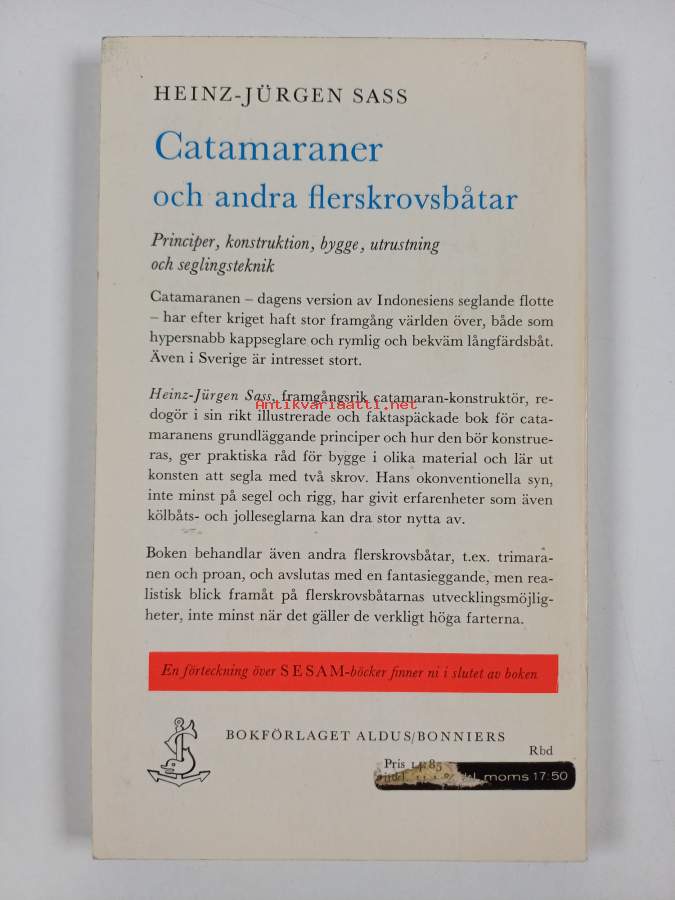 HEINZ-JÜRGEN SASS
Catamaraner
och andra flerskrovsbåtar
Principer, konstruktion, bygge, utrustning
och seglingsteknik
Catamaranen – dagens version av Indonesiens seglande flotte
– har efter kriget haft stor framgång världen över, både som
hypersnabb kappseglare och rymlig och bekväm långfärdsbåt.
Även i Sverige är intresset stort.
Heinz-Jürgen Sass, framgångsrik catamaran-konstruktör, re-
Antikvariaatti.net
dogör i sin rikt illustrerade och faktaspäckade bok för cata-
maranens grundläggande principer och hur den bör konstrue-
ras, ger praktiska råd för bygge i olika material och lär ut
konsten att segla med två skrov. Hans okonventionella syn,
inte minst på segel och rigg, har givit erfarenheter som även
kölbåts- och jolleseglarna kan dra stor nytta av.
Boken behandlar även andra flerskrovsbåtar, t.ex. trimara-
nen och proan, och avslutas med en fantasieggande, men rea-
listisk blick framåt på flerskrovsbåtarnas utvecklingsmöjlig-
heter, inte minst när det gäller de verkligt höga farterna.
En förteckning över SESAM-böcker finner ni i slutet av boken
BOKFÖRLAGET ALDUS/BONNIERS
Rbd
Pris 14:85
moms 17:50